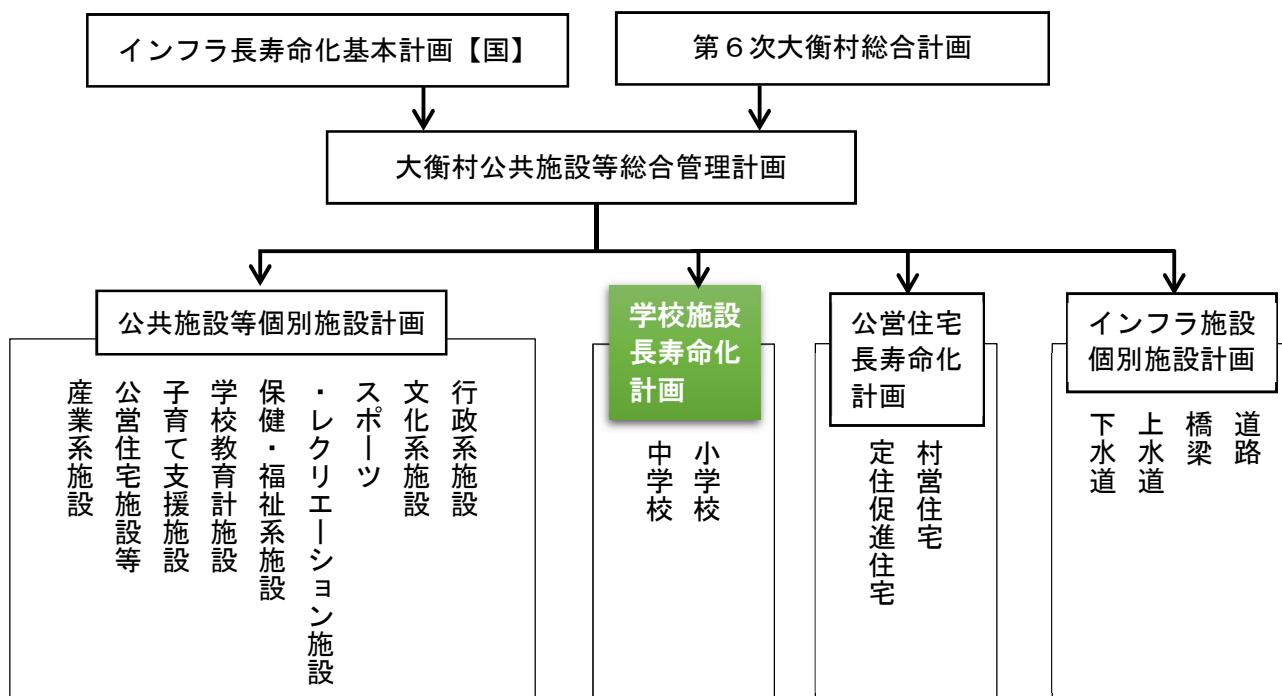 インフラ長寿命化基本計画【国】
第６次大衡村総合計画
大衡村公共施設等総合管理計画
公共施設等個別施設計画
行政系施設
文化系施設
スポーツ
・レクリエーション施設
保健・福祉系施設
学校教育計施設
子育て支援施設
公営住宅施設等
産業系施設
学校施設
長寿命化
計画
小学校
中学校
公営住宅
長寿命化
計画
村営住宅
定住促進住宅
インフラ施設
個別施設計画
道路
橋梁
上水道
下水道